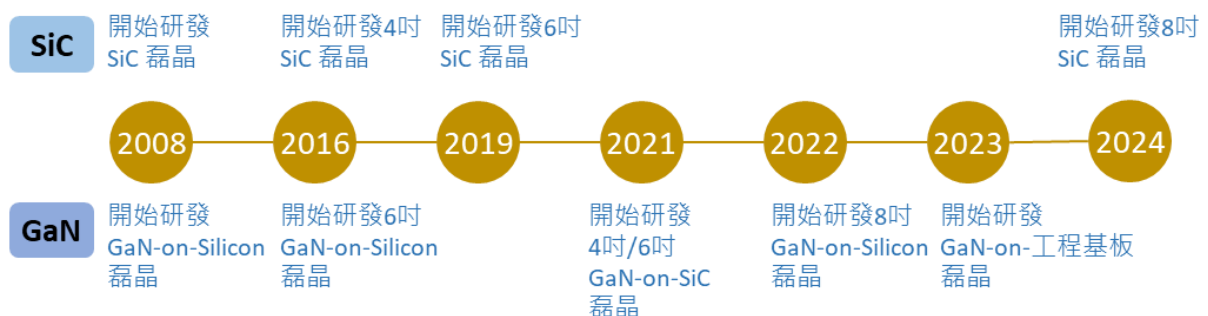 SiC
開始研發
SiC 磊晶
開始研發4吋
SiC 磊晶
開始研發6吋
SiC 磊晶
開始研發8吋
SiC 磊晶
2008
2016
2019
2021
2022
2023
2024
GaN
開始研發
GaN-on-Silicon
磊晶
開始研發6吋
GaN-on-Silicon
磊晶
開始研發
4吋/6吋
GaN-on-SiC
磊晶
開始研發8吋
GaN-on-Silicon
磊晶
開始研發
GaN-on-工程基板
磊晶